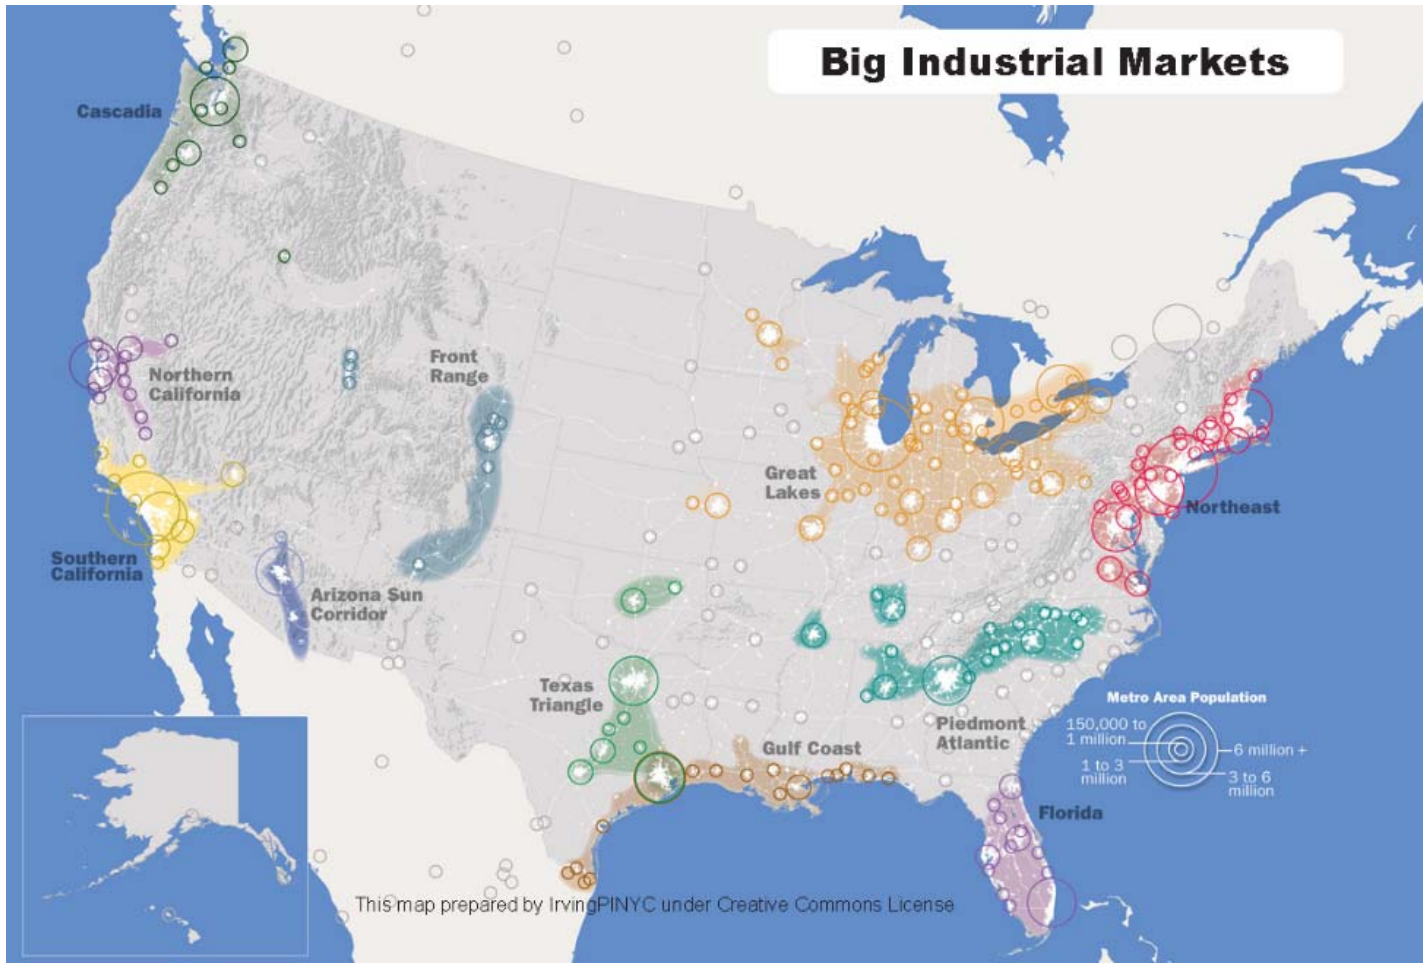 Big Industrial Markets
Cascadia
Front
Range
Northern
California
Great
Lakes
Northeast
Southern
California
Arizona Sun
Corridor
Texas
Triangle
Metro Area Population
150,000 to
1 million
6 million +
1 to 3
million
3 to 6
million
Piedmont
Atlantic
Gulf Coast
Florida
This map prepared by IrvingPINYC under Creative Commons License